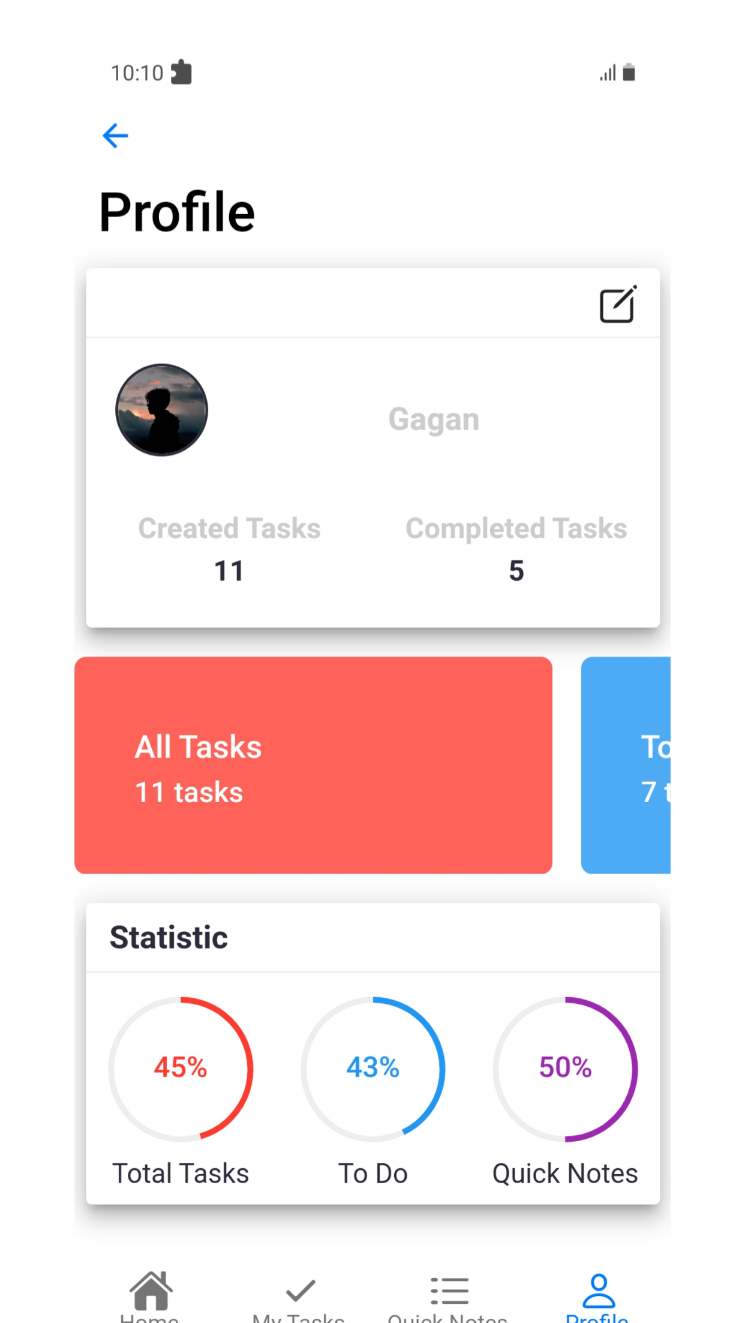 10:10
Profile
Gagan
Created Tasks Completed Tasks
11 5
All Tasks
11 tasks
To
7 t
Statistic
45% 43% 50%
Total Tasks To Do Quick Notes
Home My Tasks Quick Notes Profile